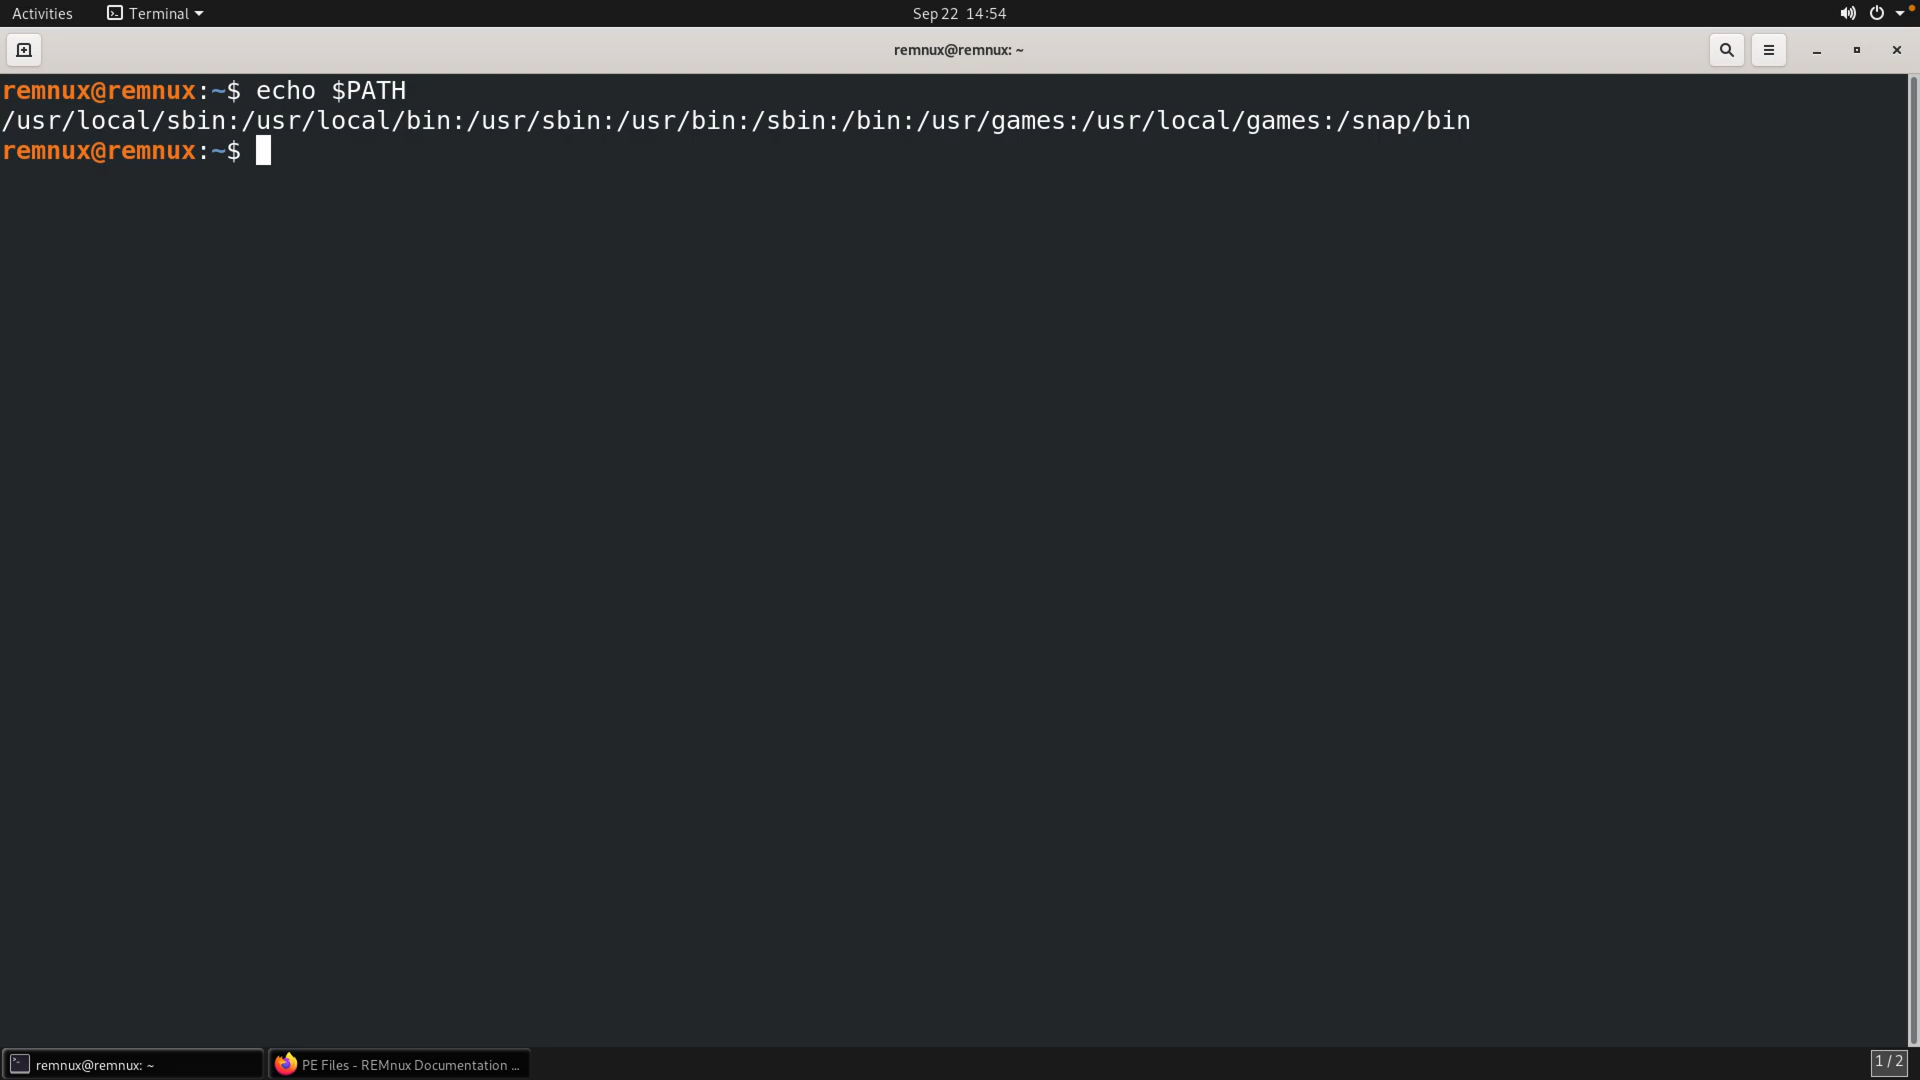 Activities
Terminal
Sep 22 14:54
remnux@remnux: ~
remnux@remnux:~$ echo $PATH
/usr/local/sbin:/usr/local/bin:/usr/sbin:/usr/bin:/sbin:/bin:/usr/games:/usr/local/games:/snap/bin
remnux@remnux:~$
remnux@remnux: ~
PE Files - REMnux Documentation ...
1 / 2